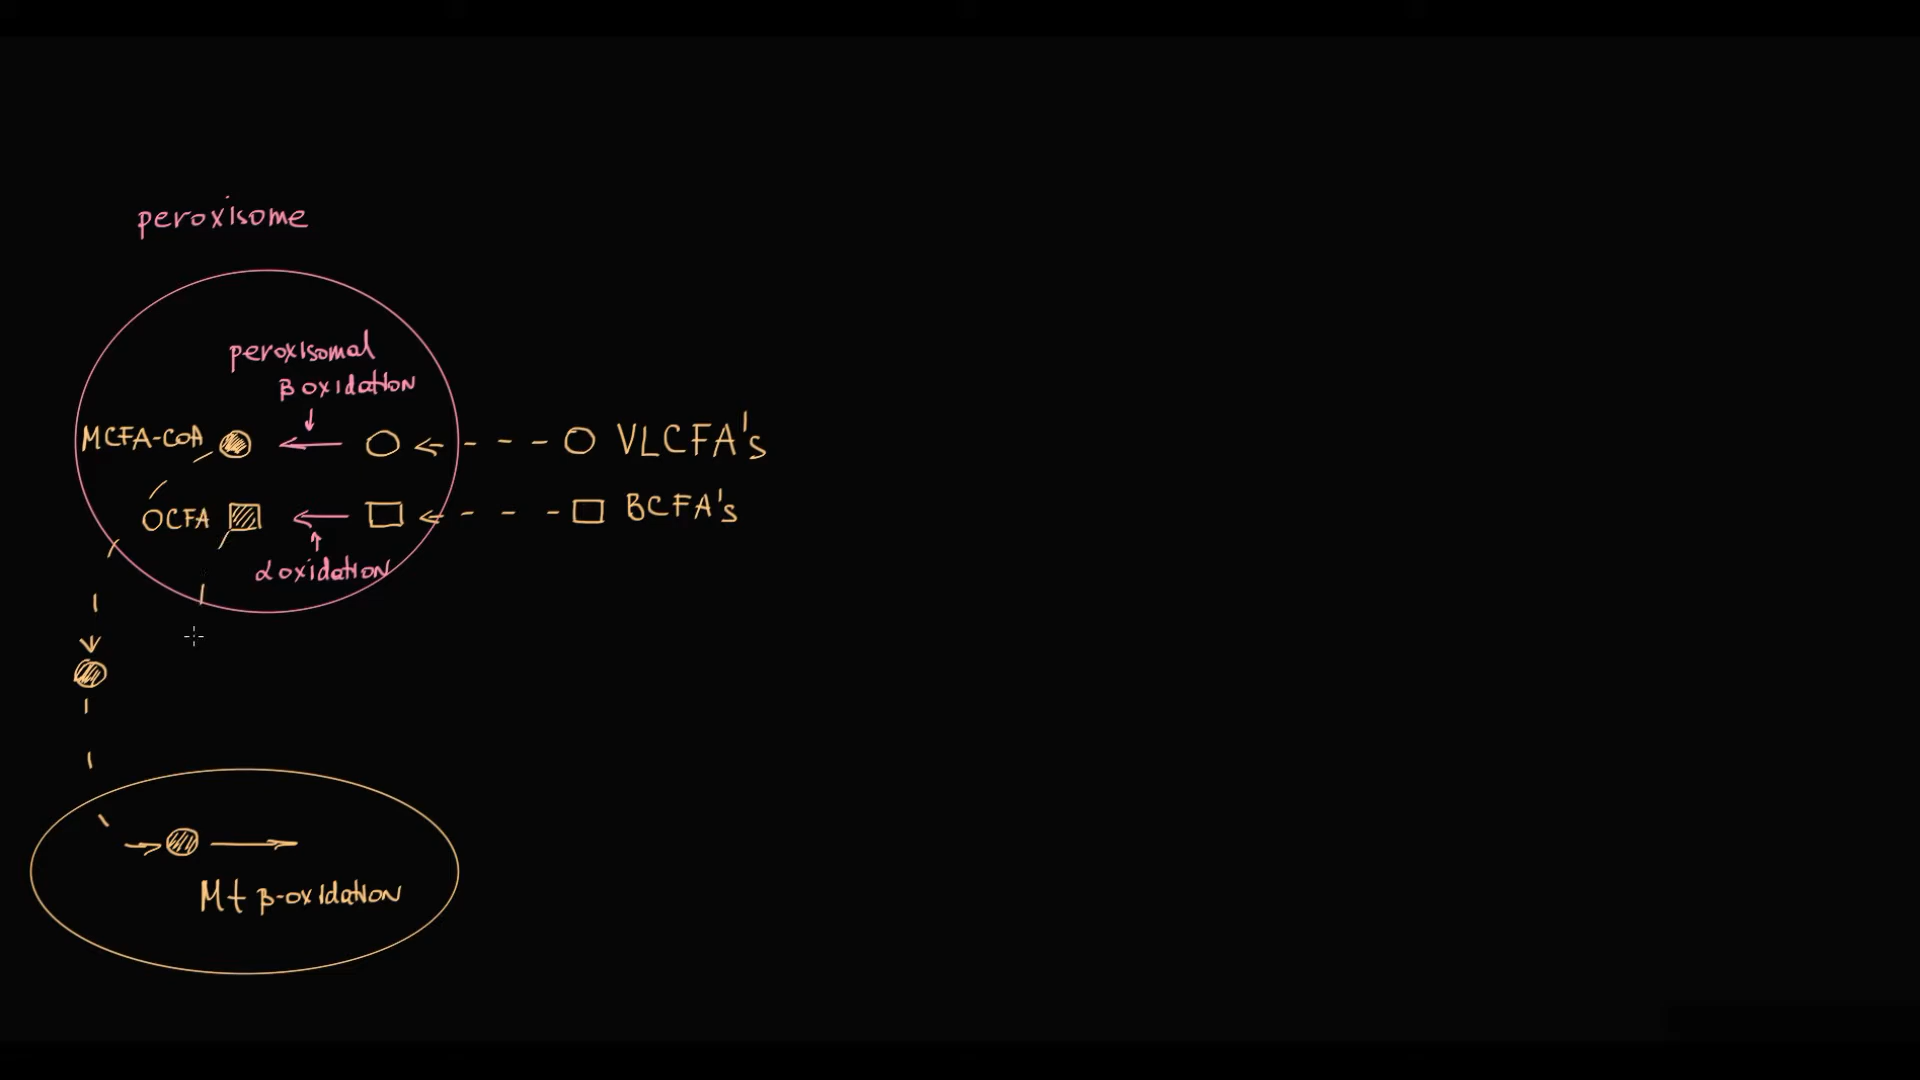 peroxisome
peroxisomal
β oxidation
MCFA-COA
VLCFA's
OCFA
BCFA's
α oxidation
Mt β-oxidation